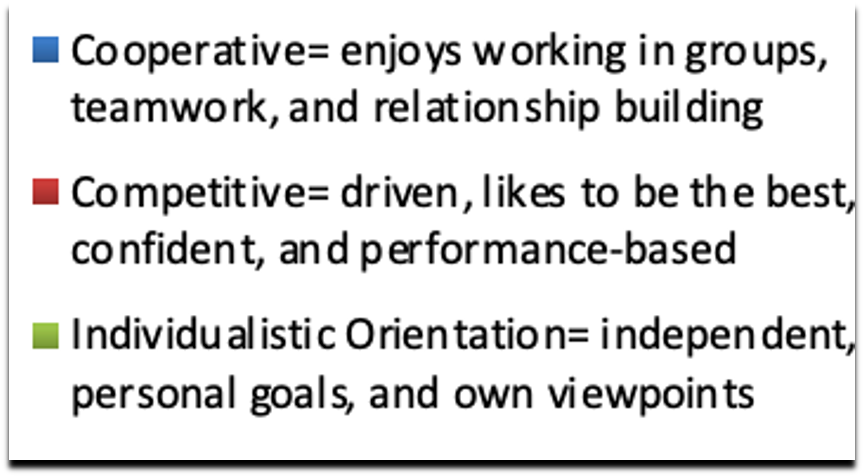 Cooperative= enjoys working in groups,
teamwork, and relationship building
Competitive= driven, likes to be the best,
confident, and performance-based
Individualistic Orientation= independent,
personal goals, and own viewpoints